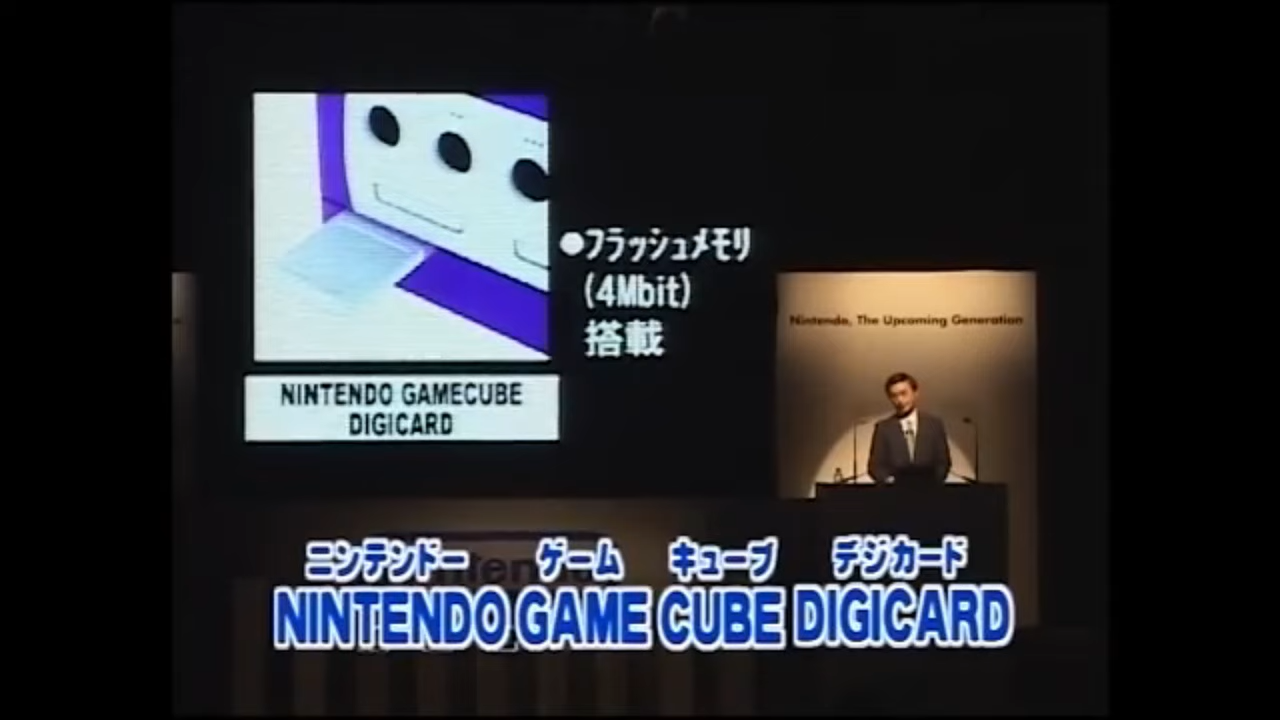 ●フラッシュメモリ
(4Mbit)
搭載
NINTENDO GAMECUBE
DIGICARD
Nintendo, The Upcoming Generation
ニンテンドー ゲーム キューブ デジカード
NINTENDO GAME CUBE DIGICARD